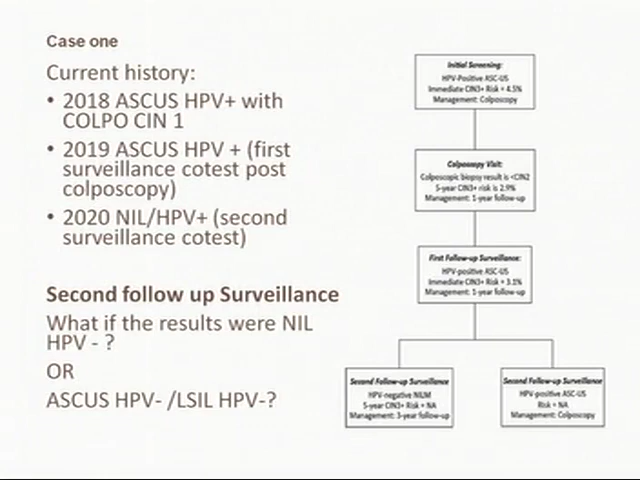 Case one
Current history:
• 2018 ASCUS HPV+ with
COLPO CIN 1
• 2019 ASCUS HPV + (first
surveillance cotest post
colposcopy)
• 2020 NIL/HPV+ (second
surveillance cotest)
Second follow up Surveillance
What if the results were NIL
HPV - ?
OR
ASCUS HPV- /LSIL HPV-?
Initial Screening:
HPV-Positive ASC-US
Immediate CIN3+ Risk = 4.5%
Management: Colposcopy
Colposcopy Visit:
Colposcopic biopsy result is <CIN2
5-year CIN3+ risk is 2.9%
Management: 1-year follow-up
First Follow-up Surveillance:
HPV-positive ASC-US
Immediate CIN3+ Risk = 3.1%
Management: 1-year follow-up
Second Follow-up Surveillance
HPV-negative NILM
5-year CIN3+ Risk = NA
Management: 3-year follow-up
Second Follow-up Surveillance
HPV-positive ASC-US
Risk = NA
Management: Colposcopy